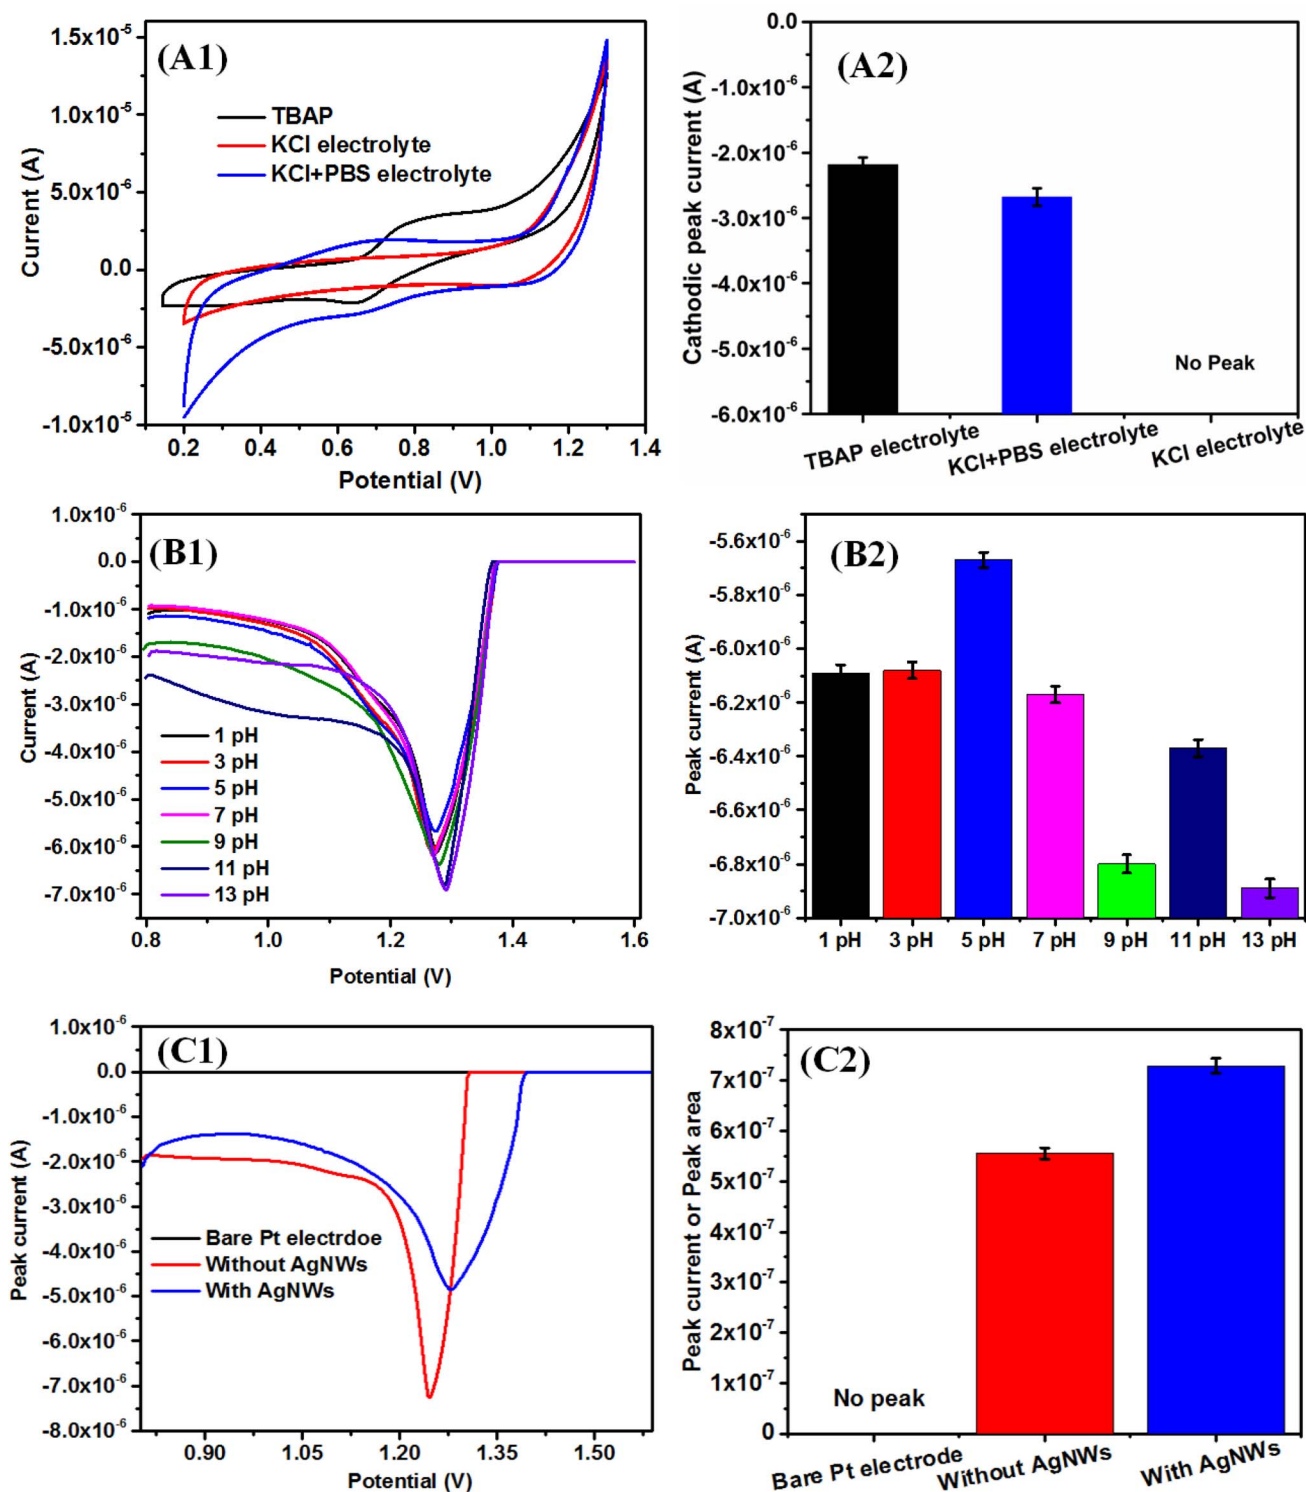 (A1)
1.5x10⁻⁵
1.0x10⁻⁵
5.0x10⁻⁶
0.0
-5.0x10⁻⁶
-1.0x10⁻⁵
Current (A)
TBAP
KCl electrolyte
KCl+PBS electrolyte
0.2 0.4 0.6 0.8 1.0 1.2 1.4
Potential (V)
(A2)
0.0
-1.0x10⁻⁶
-2.0x10⁻⁶
-3.0x10⁻⁶
-4.0x10⁻⁶
-5.0x10⁻⁶
-6.0x10⁻⁶
Cathodic peak current (A)
No Peak
TBAP electrolyte
KCl+PBS electrolyte
KCl electrolyte
(B1)
1.0x10⁻⁶
0.0
-1.0x10⁻⁶
-2.0x10⁻⁶
-3.0x10⁻⁶
-4.0x10⁻⁶
-5.0x10⁻⁶
-6.0x10⁻⁶
-7.0x10⁻⁶
Current (A)
1 pH
3 pH
5 pH
7 pH
9 pH
11 pH
13 pH
0.8 1.0 1.2 1.4 1.6
Potential (V)
(B2)
-5.6x10⁻⁶
-5.8x10⁻⁶
-6.0x10⁻⁶
-6.2x10⁻⁶
-6.4x10⁻⁶
-6.6x10⁻⁶
-6.8x10⁻⁶
-7.0x10⁻⁶
Peak current (A)
1 pH 3 pH 5 pH 7 pH 9 pH 11 pH 13 pH
(C1)
1.0x10⁻⁶
0.0
-1.0x10⁻⁶
-2.0x10⁻⁶
-3.0x10⁻⁶
-4.0x10⁻⁶
-5.0x10⁻⁶
-6.0x10⁻⁶
-7.0x10⁻⁶
-8.0x10⁻⁶
Peak current (A)
Bare Pt electrdoe
Without AgNWs
With AgNWs
0.90 1.05 1.20 1.35 1.50
Potential (V)
(C2)
8x10⁻⁷
7x10⁻⁷
6x10⁻⁷
5x10⁻⁷
4x10⁻⁷
3x10⁻⁷
2x10⁻⁷
1x10⁻⁷
0
Peak current or Peak area
No peak
Bare Pt electrode
Without AgNWs
With AgNWs